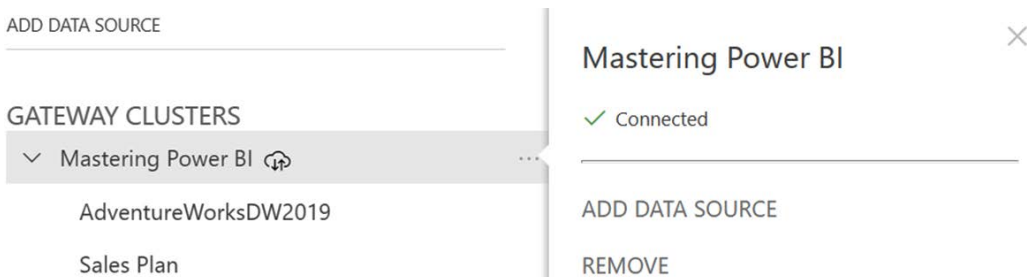 ADD DATA SOURCE
GATEWAY CLUSTERS
Mastering Power BI
AdventureWorksDW2019
Sales Plan
Mastering Power BI
Connected
ADD DATA SOURCE
REMOVE